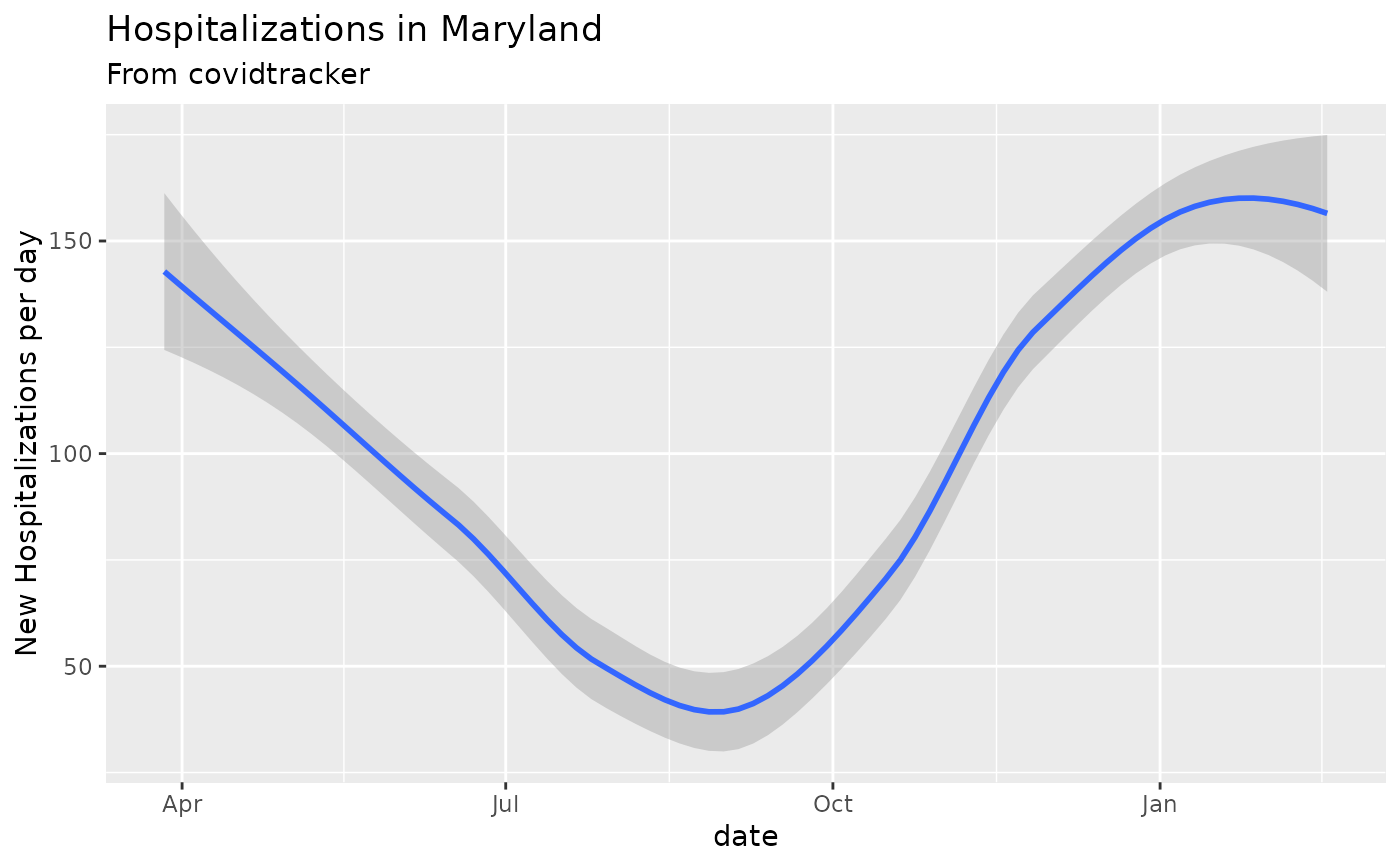 Hospitalizations in Maryland
From covidtracker
New Hospitalizations per day
150
100
50
Apr Jul Oct Jan
date